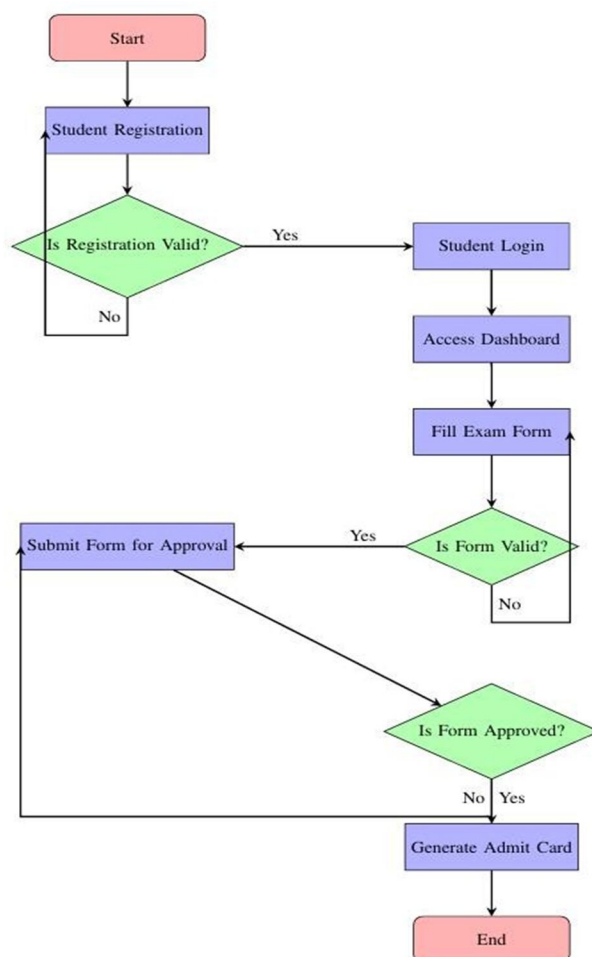 Start
Student Registration
Is Registration Valid?
Yes
Student Login
No
Access Dashboard
Fill Exam Form
Submit Form for Approval
Yes
Is Form Valid?
No
Is Form Approved?
No Yes
Generate Admit Card
End